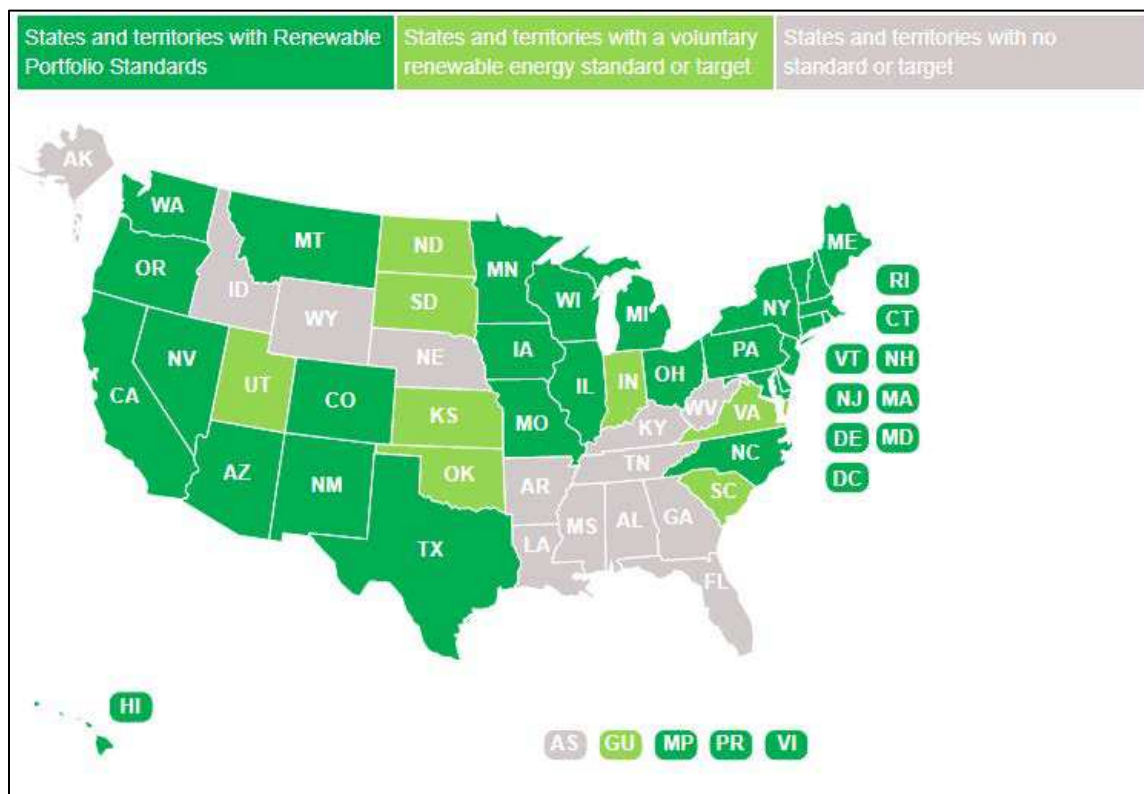 States and territories with Renewable
Portfolio Standards
States and territories with a voluntary
renewable energy standard or target
States and territories with no
standard or target
AK
WA
MT
ND
MN
ME
OR
ID
SD
WI
NY
RI
WY
MI
CT
NV
NE
IA
PA
VT
NH
CA
UT
CO
IL
IN
OH
NJ
MA
KS
MO
WV
VA
KY
DE
MD
AZ
NM
OK
TN
NC
DC
AR
SC
TX
LA
MS
AL
GA
FL
HI
AS
GU
MP
PR
VI